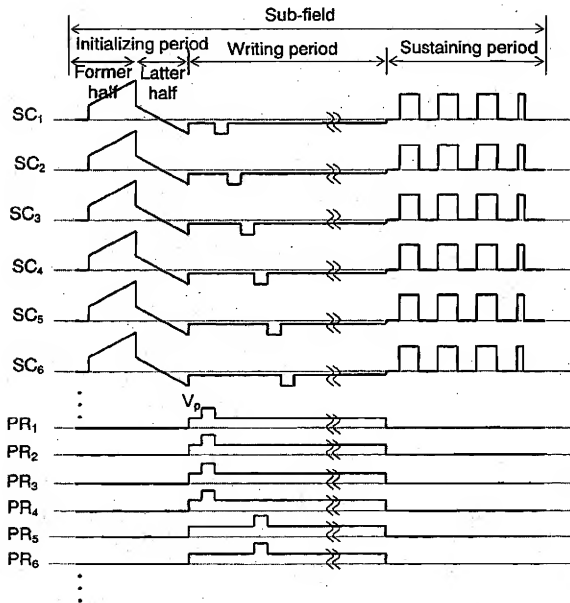 Sub-field
Initializing period
Writing period
Sustaining period
Former half
Latter half
SC1
SC2
SC3
SC4
SC5
SC6
Vp
PR1
PR2
PR3
PR4
PR5
PR6